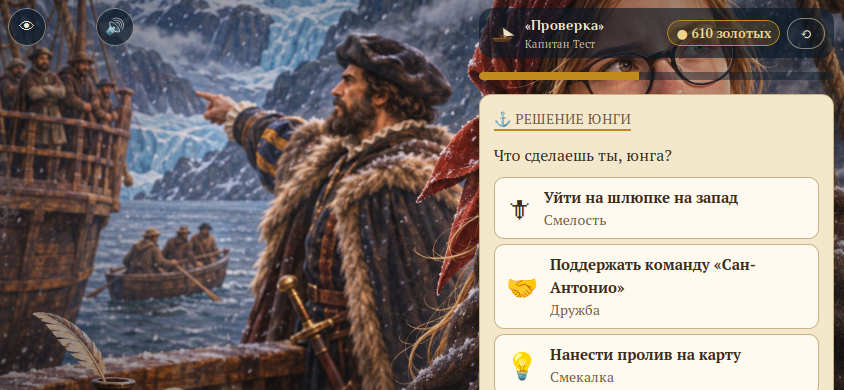 «Проверка»
Капитан Тест
610 золотых
РЕШЕНИЕ ЮНГИ
Что сделаешь ты, юнга?
Уйти на шлюпке на запад
Смелость
Поддержать команду «Сан-
Антонио»
Дружба
Нанести пролив на карту
Смекалка